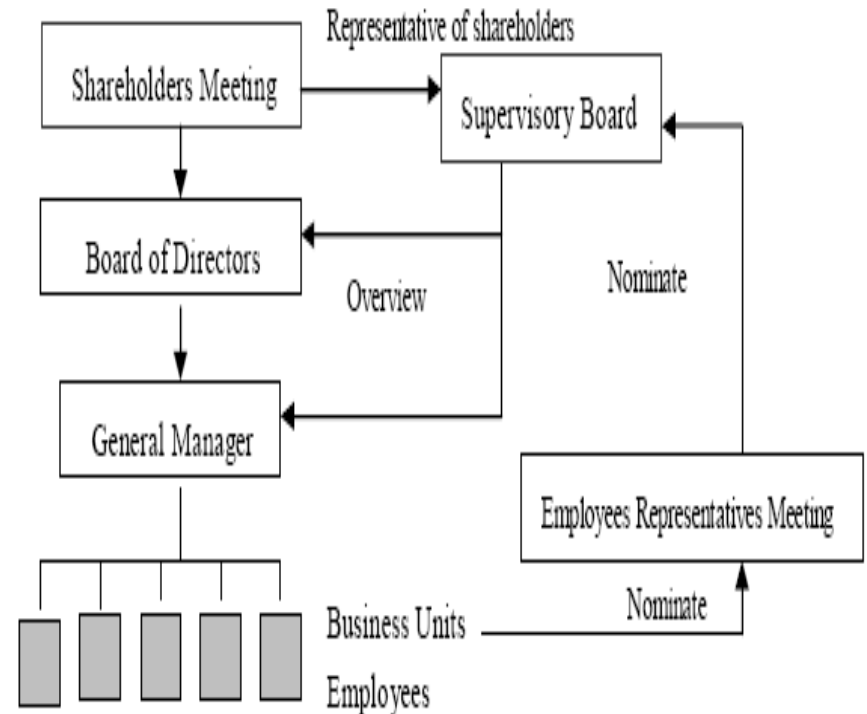 Representative of shareholders
Shareholders Meeting
Supervisory Board
Board of Directors
Overview
Nominate
General Manager
Employees Representatives Meeting
Business Units
Nominate
Employees